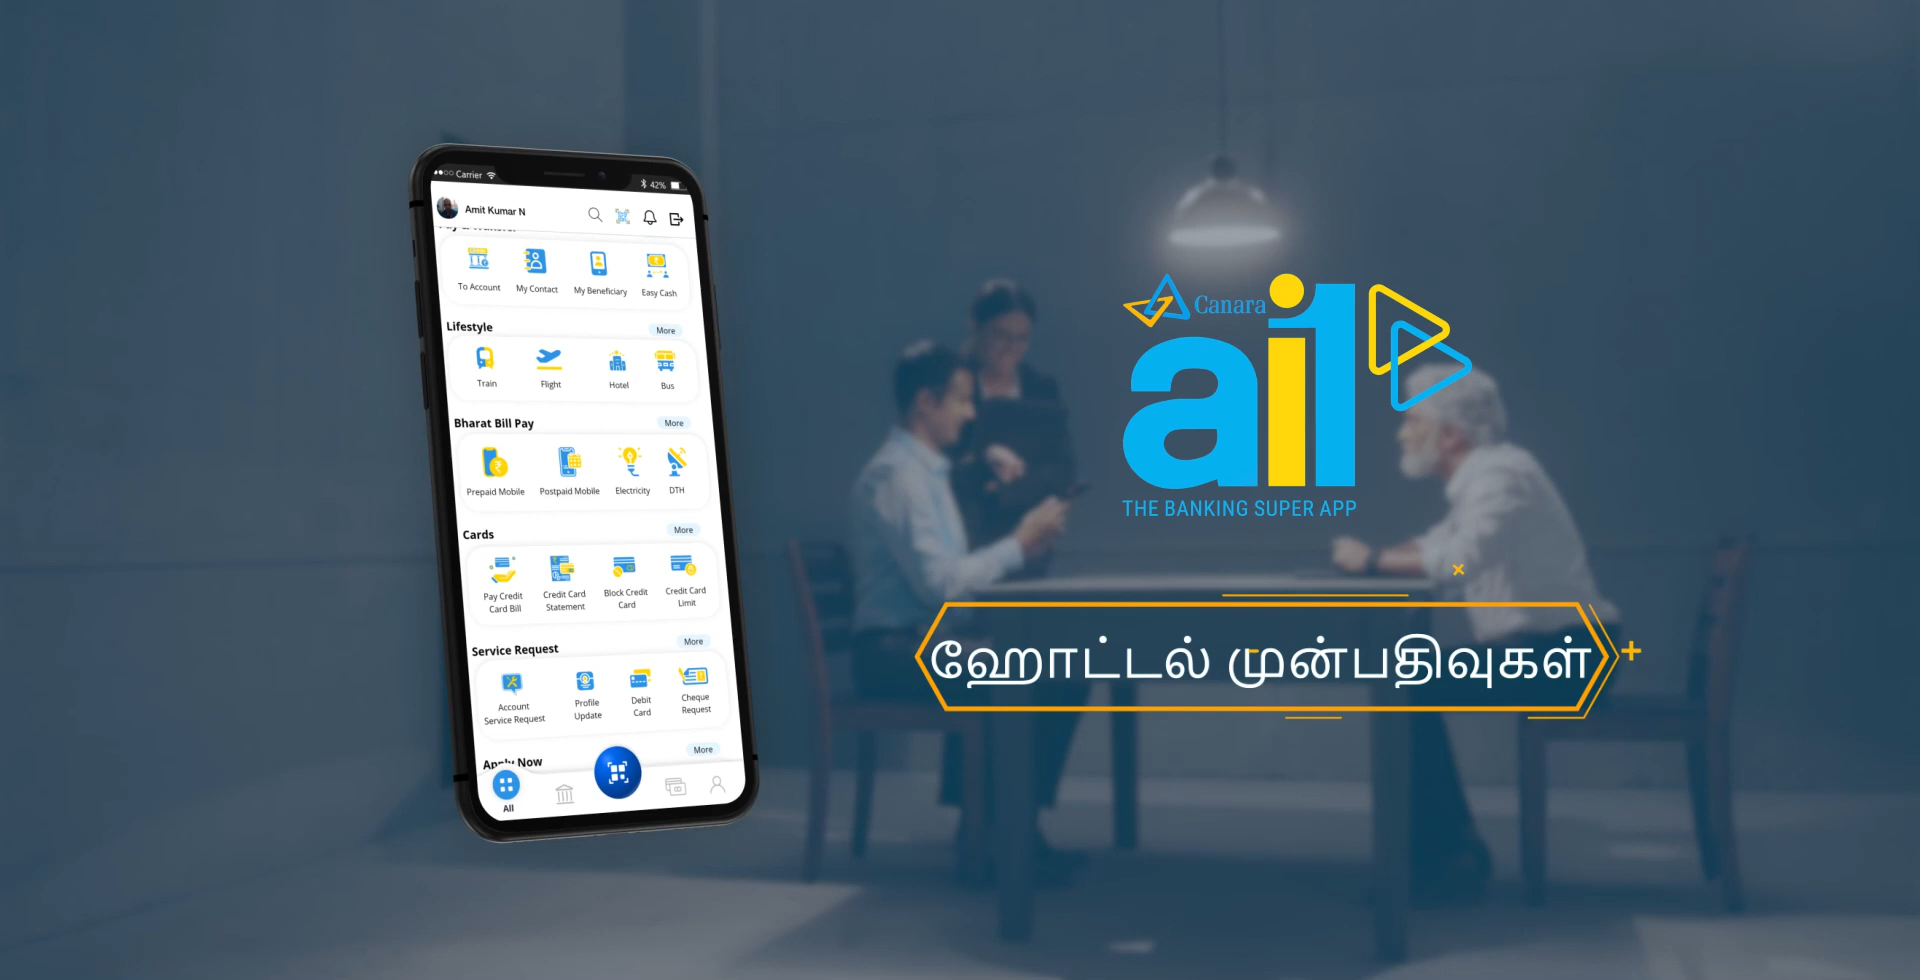 Carrier
42%
Amit Kumar N
To Account
My Contact
My Beneficiary
Easy Cash
Lifestyle
More
Train
Flight
Hotel
Bus
Bharat Bill Pay
More
Prepaid Mobile
Postpaid Mobile
Electricity
DTH
Cards
More
Pay Credit
Card Bill
Credit Card
Statement
Block Credit
Card
Credit Card
Limit
Service Request
More
Account
Service Request
Profile
Update
Debit
Card
Cheque
Request
Apply Now
More
All
Canara
ai1
THE BANKING SUPER APP
ஹோட்டல் முன்பதிவுகள்